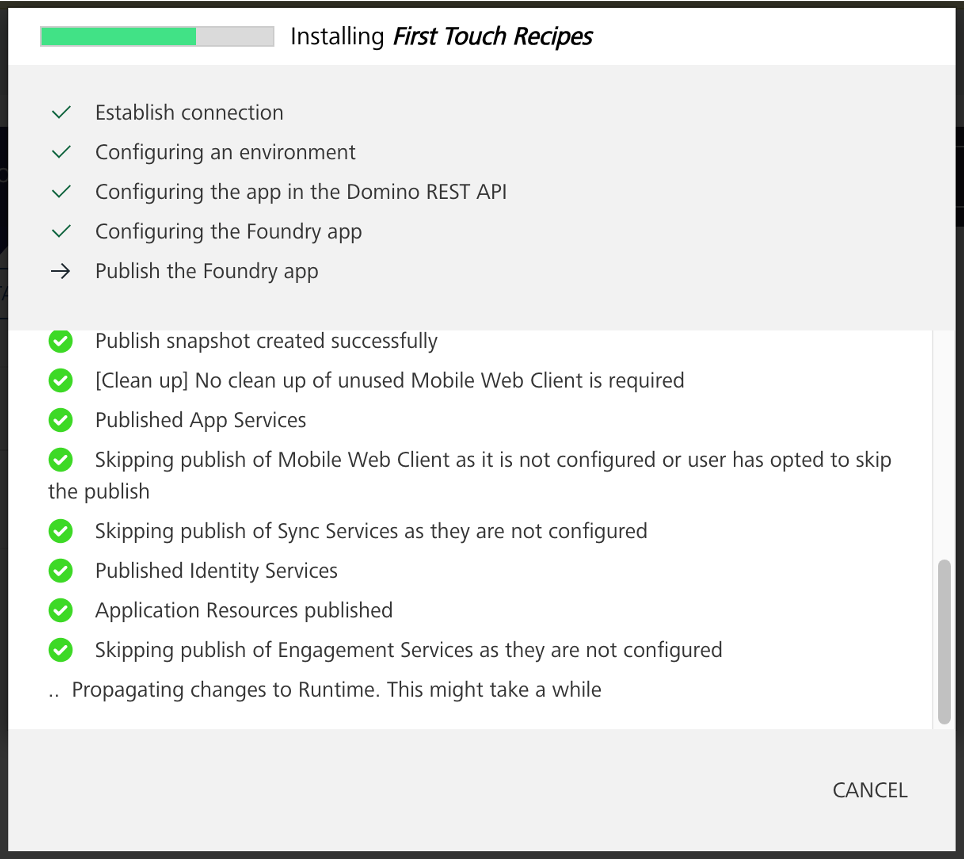 Installing First Touch Recipes
Establish connection
Configuring an environment
Configuring the app in the Domino REST API
Configuring the Foundry app
Publish the Foundry app
Publish snapshot created successfully
[Clean up] No clean up of unused Mobile Web Client is required
Published App Services
Skipping publish of Mobile Web Client as it is not configured or user has opted to skip
the publish
Skipping publish of Sync Services as they are not configured
Published Identity Services
Application Resources published
Skipping publish of Engagement Services as they are not configured
.. Propagating changes to Runtime. This might take a while
CANCEL